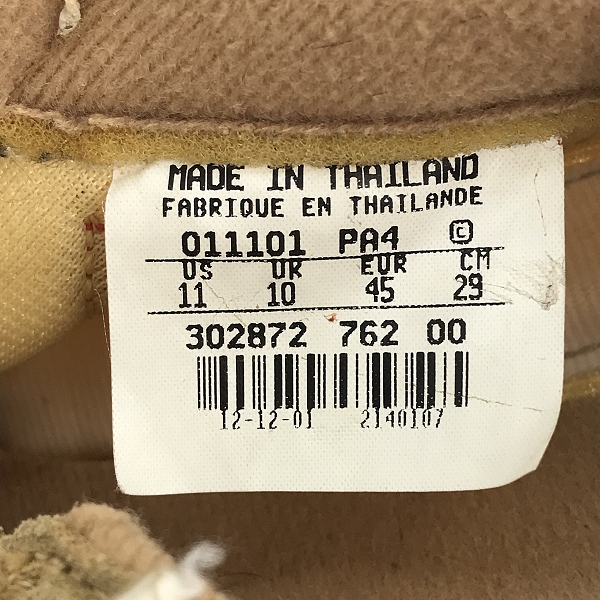 MADE IN THAILAND
FABRIQUE EN THAILANDE
011101 PA4 ©
US UK EUR CM
11 10 45 29
302872 762 00
12-12-01 2140107